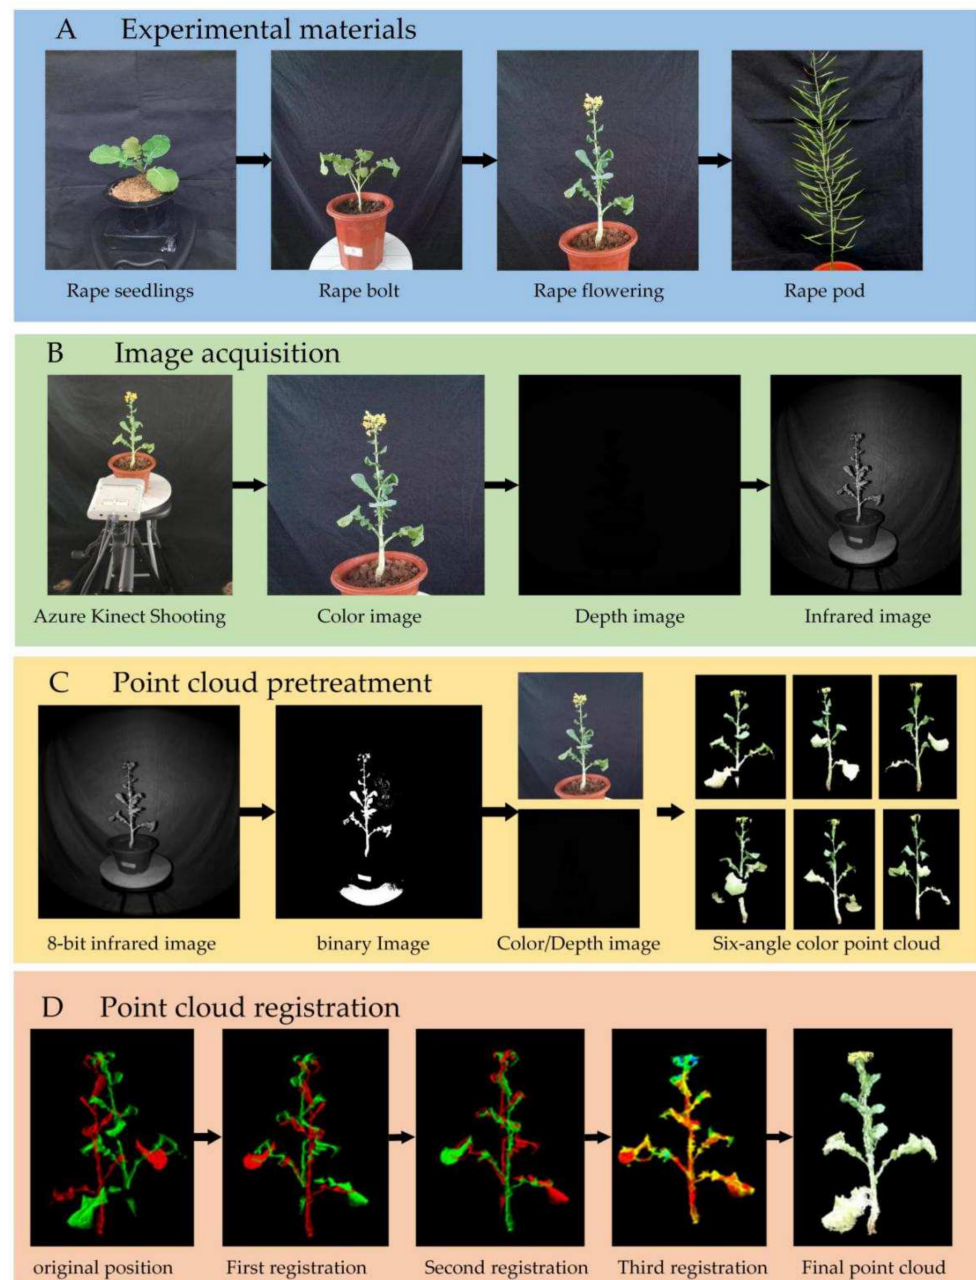 A Experimental materials
Rape seedlings
Rape bolt
Rape flowering
Rape pod
B Image acquisition
Azure Kinect Shooting
Color image
Depth image
Infrared image
C Point cloud pretreatment
8-bit infrared image
binary Image
Color/Depth image
Six-angle color point cloud
D Point cloud registration
original position
First registration
Second registration
Third registration
Final point cloud